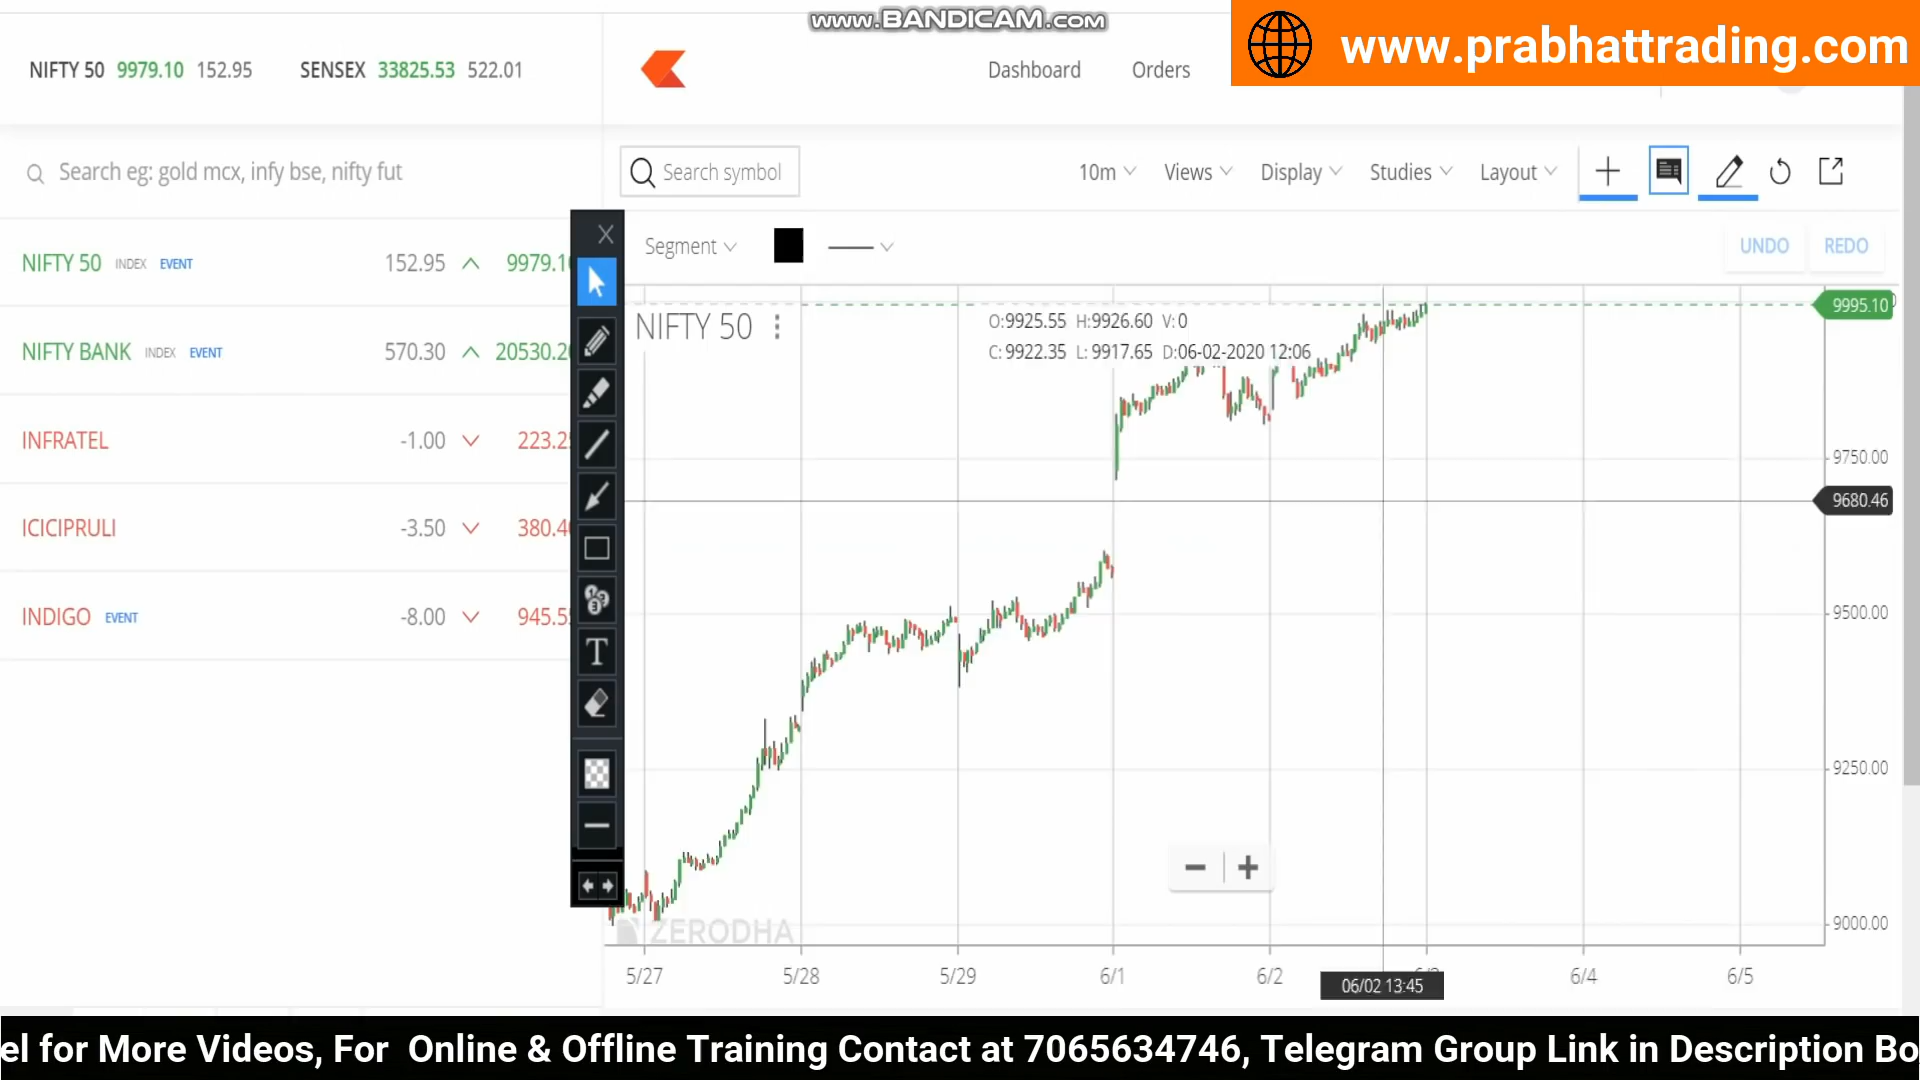 www.BANDICAM.com
www.prabhattrading.com
NIFTY 50 9979.10 152.95 SENSEX 33825.53 522.01
Dashboard Orders
Search eg: gold mcx, infy bse, nifty fut
Search symbol
10m Views Display Studies Layout
X
Segment
UNDO REDO
NIFTY 50 INDEX EVENT 152.95 9979.10
NIFTY BANK INDEX EVENT 570.30 20530.20
INFRATEL -1.00
ICICIPRULI -3.50
INDIGO EVENT -8.00
NIFTY 50
O:9925.55 H:9926.60 V:0
C:9922.35 L:9917.65 D:06-02-2020 12:06
T
9995.10
9750.00
9680.46
9500.00
9250.00
9000.00
ZERODHA
5/27 5/28 5/29 6/1 6/2 6/4 6/5
06/02 13:45
el for More Videos, For Online & Offline Training Contact at 7065634746, Telegram Group Link in Description Bo